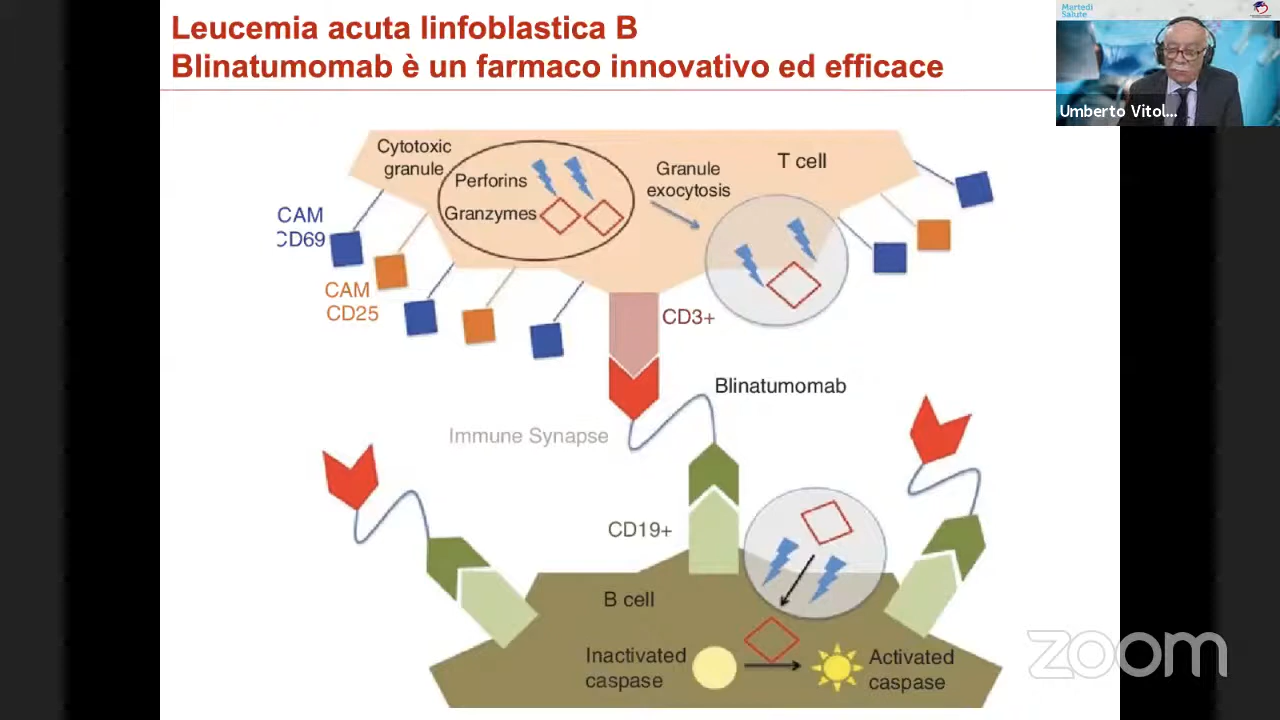 Leucemia acuta linfoblastica B
Blinatumomab è un farmaco innovativo ed efficace
Martedì
Salute
Umberto Vitol...
Cytotoxic
granule
Perforins
Granzymes
Granule
exocytosis
T cell
CAM
CD69
CAM
CD25
CD3+
Blinatumomab
Immune Synapse
CD19+
B cell
Inactivated
caspase
Activated
caspase
zoom